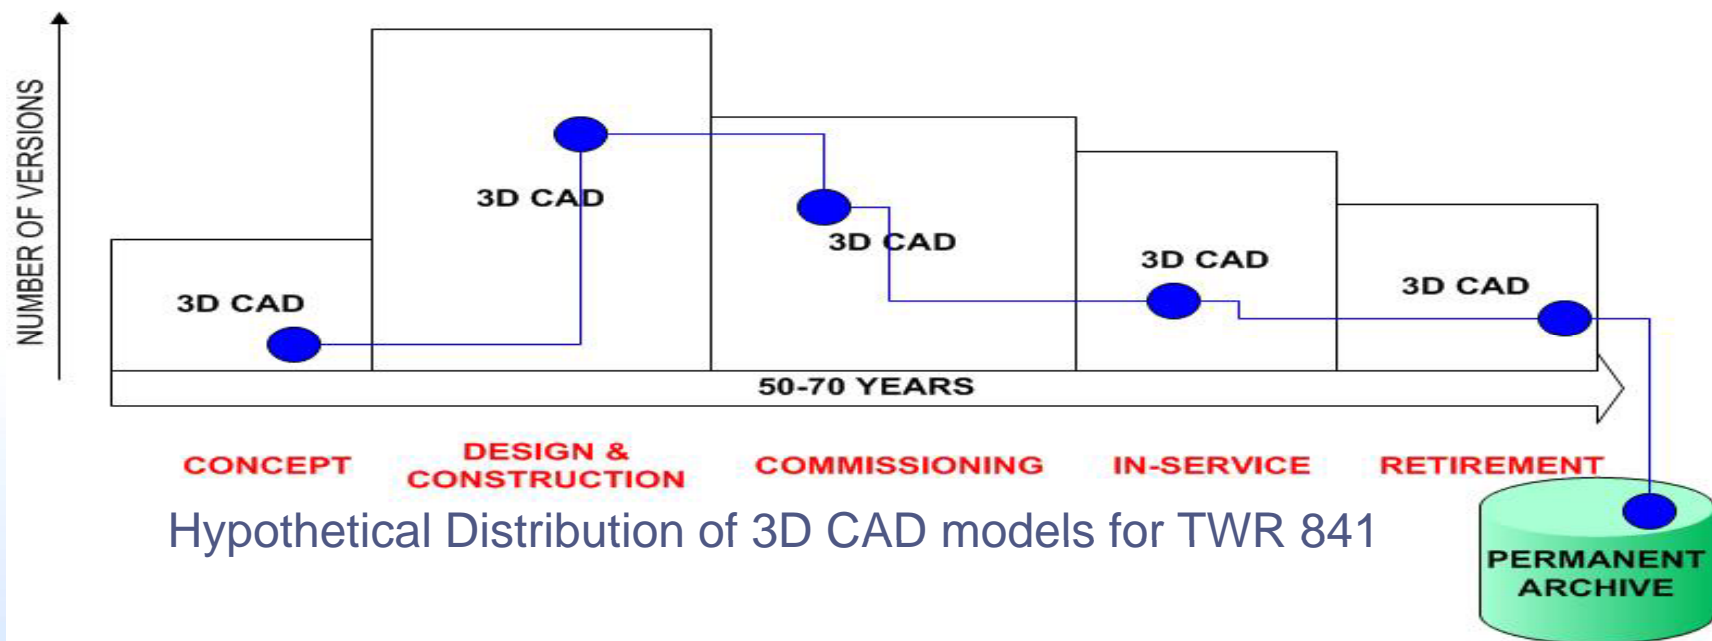 NUMBER OF VERSIONS
3D CAD
3D CAD
3D CAD
3D CAD
3D CAD
50-70 YEARS
CONCEPT
DESIGN &
CONSTRUCTION
COMMISSIONING
IN-SERVICE
RETIREMENT
Hypothetical Distribution of 3D CAD models for TWR 841
PERMANENT
ARCHIVE